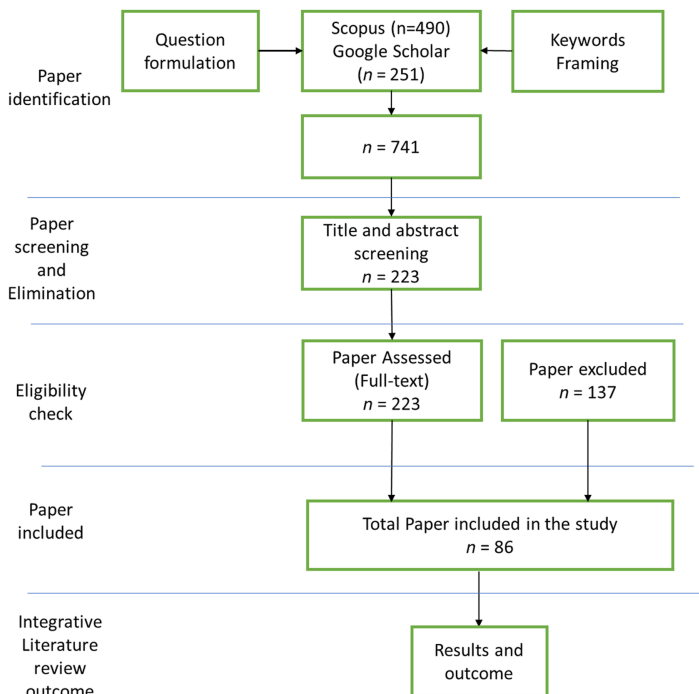 Paper
identification
Question
formulation
Scopus (n=490)
Google Scholar
(n = 251)
Keywords
Framing
n = 741
Paper
screening
and
Elimination
Title and abstract
screening
n = 223
Eligibility
check
Paper Assessed
(Full-text)
n = 223
Paper excluded
n = 137
Paper
included
Total Paper included in the study
n = 86
Integrative
Literature
review
outcome
Results and
outcome